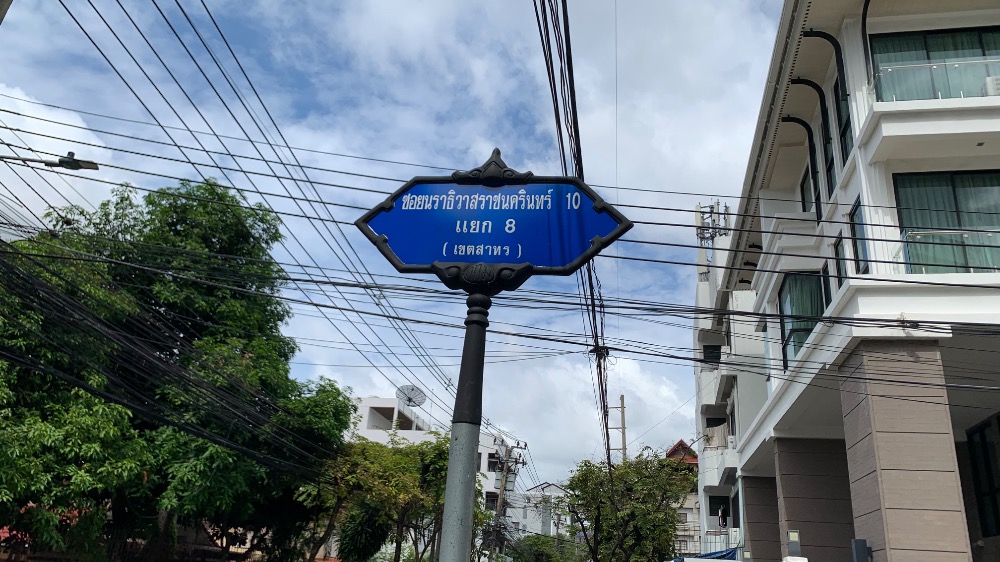 ซอยนราธิวาสราชนครินทร์ 10
แยก 8
( เขตสาทร )